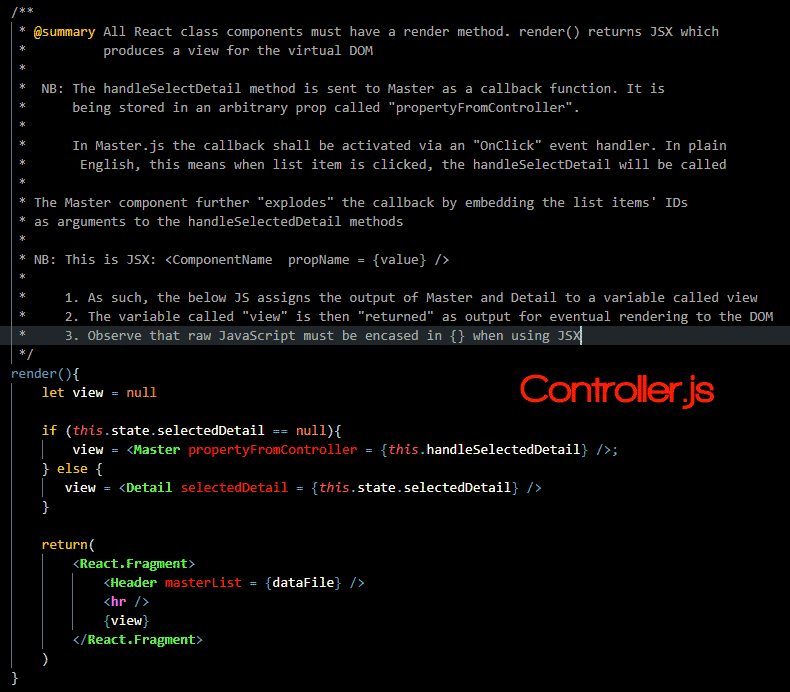 /**
 * @summary All React class components must have a render method. render() returns JSX which
 *          produces a view for the virtual DOM
 *
 *  NB: The handleSelectDetail method is sent to Master as a callback function. It is
 *      being stored in an arbitrary prop called "propertyFromController".
 *
 *      In Master.js the callback shall be activated via an "OnClick" event handler. In plain
 *       English, this means when list item is clicked, the handleSelectDetail will be called
 *
 * The Master component further "explodes" the callback by embedding the list items' IDs
 * as arguments to the handleSelectedDetail methods
 *
 * NB: This is JSX: <ComponentName  propName = {value} />
 *
 *     1. As such, the below JS assigns the output of Master and Detail to a variable called view
 *     2. The variable called "view" is then "returned" as output for eventual rendering to the DOM
 *     3. Observe that raw JavaScript must be encased in {} when using JSX
 */
render(){
    let view = null
Controller.js
    if (this.state.selectedDetail == null){
        view = <Master propertyFromController = {this.handleSelectedDetail} />;
    } else {
       view = <Detail selectedDetail = {this.state.selectedDetail} />
    }

    return(
        <React.Fragment>
            <Header masterList = {dataFile} />
            <hr />
            {view}
        </React.Fragment>
    )
}